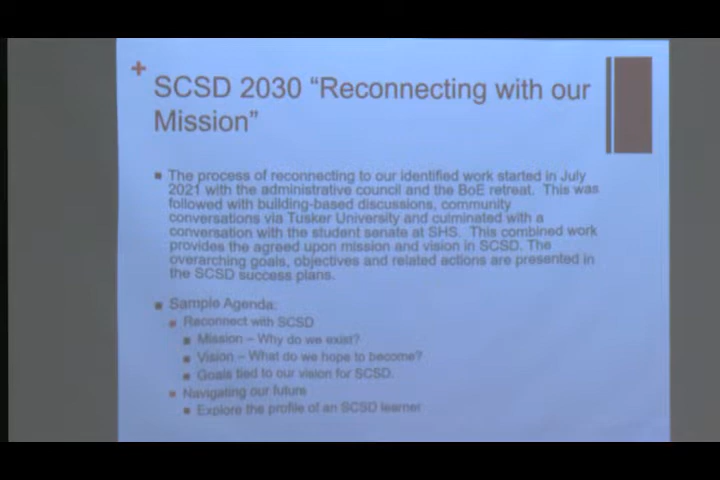 +
SCSD 2030 “Reconnecting with our
Mission”
▪ The process of reconnecting to our identified work started in July
2021 with the administrative council and the BoE retreat. This was
followed with building-based discussions, community
conversations via Tusker University and culminated with a
conversation with the student senate at SHS. This combined work
provides the agreed upon mission and vision in SCSD. The
overarching goals, objectives and related actions are presented in
the SCSD success plans.
▪ Sample Agenda:
▪ Reconnect with SCSD
▪ Mission – Why do we exist?
▪ Vision – What do we hope to become?
▪ Goals tied to our vision for SCSD.
▪ Navigating our future
▪ Explore the profile of an SCSD learner